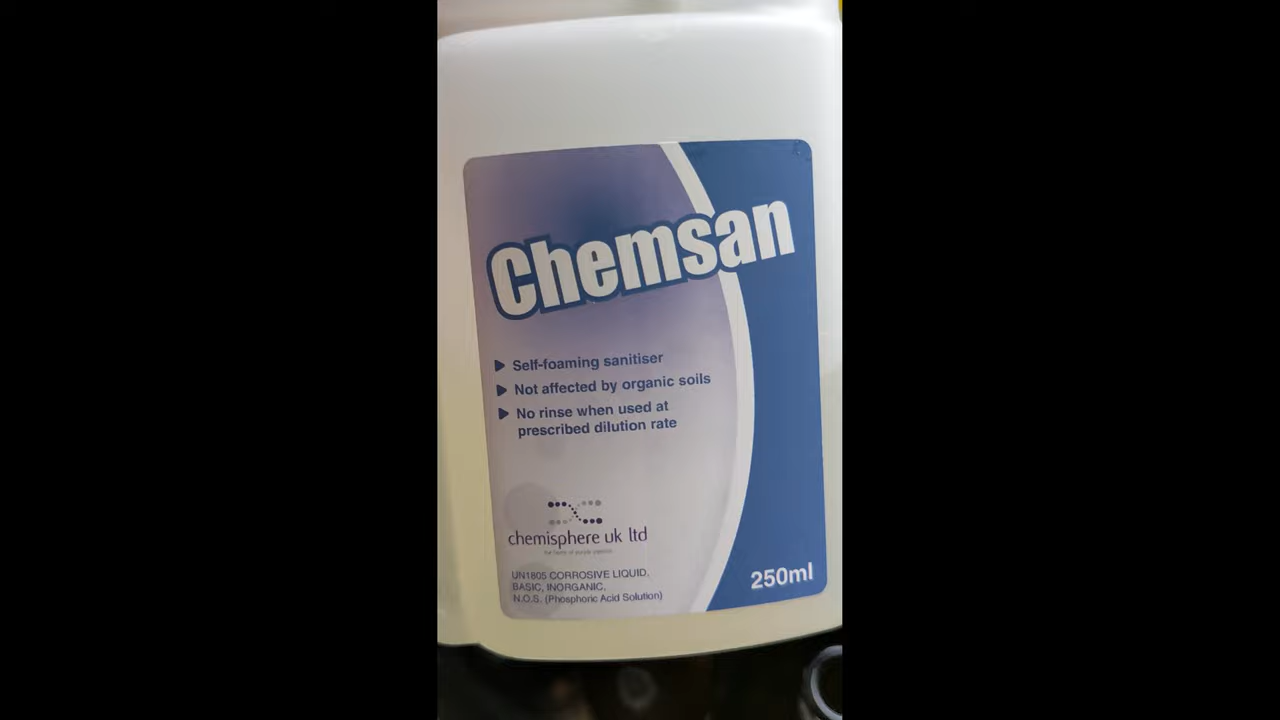 Chemsan
Self-foaming sanitiser
Not affected by organic soils
No rinse when used at
prescribed dilution rate
chemisphere uk ltd
UN1805 CORROSIVE LIQUID,
BASIC, INORGANIC,
N.O.S. (Phosphoric Acid Solution)
250ml